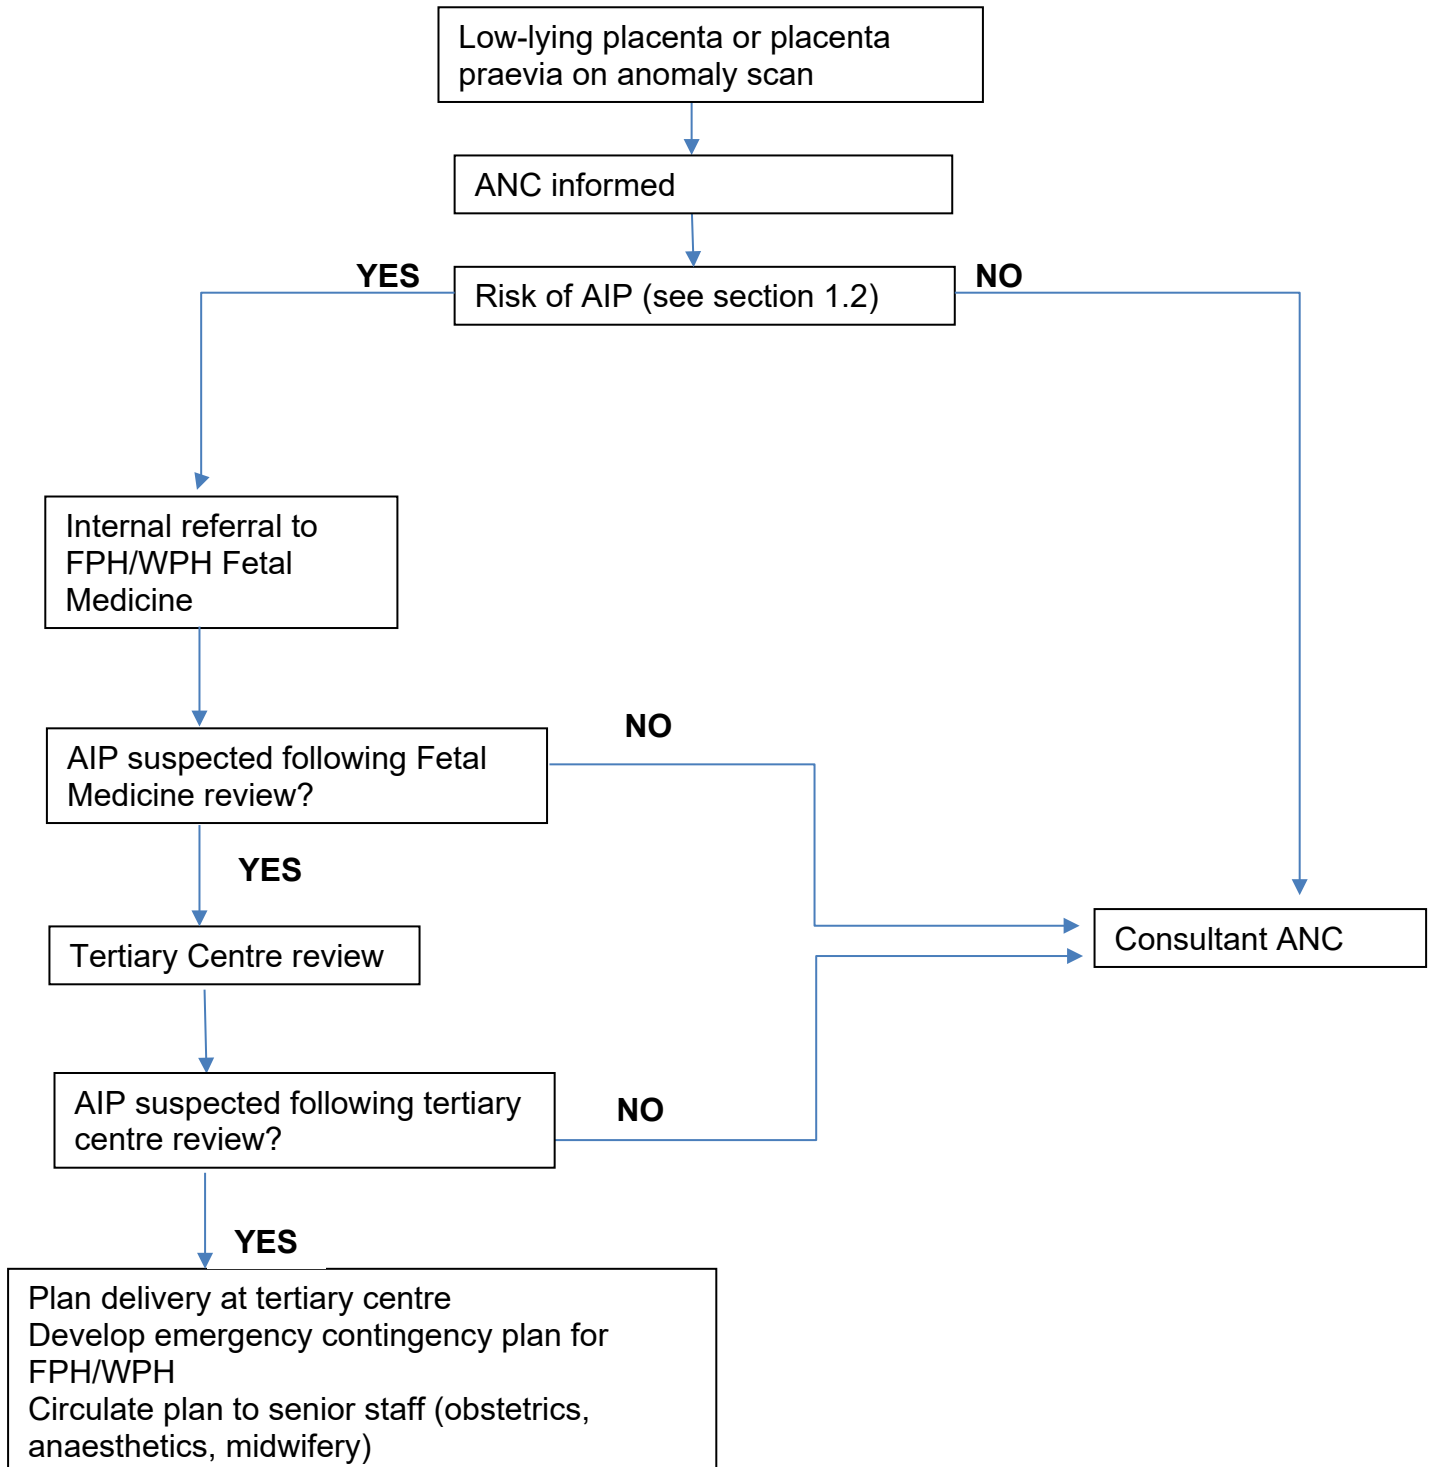 Low-lying placenta or placenta
praevia on anomaly scan
ANC informed
YES
Risk of AIP (see section 1.2)
NO
Internal referral to
FPH/WPH Fetal
Medicine
NO
AIP suspected following Fetal
Medicine review?
YES
Consultant ANC
Tertiary Centre review
AIP suspected following tertiary
centre review?
NO
YES
Plan delivery at tertiary centre
Develop emergency contingency plan for
FPH/WPH
Circulate plan to senior staff (obstetrics,
anaesthetics, midwifery)